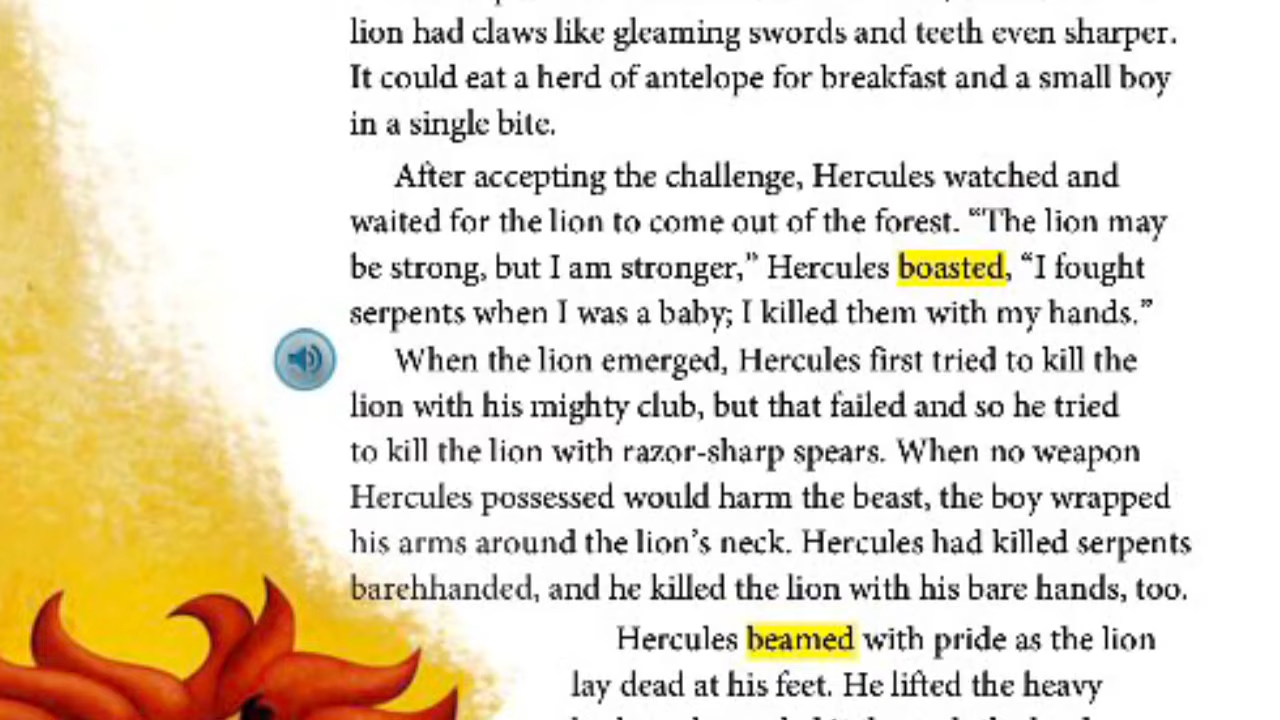 lion had claws like gleaming swords and teeth even sharper.
It could eat a herd of antelope for breakfast and a small boy
in a single bite.
After accepting the challenge, Hercules watched and
waited for the lion to come out of the forest. “The lion may
be strong, but I am stronger,” Hercules boasted, “I fought
serpents when I was a baby; I killed them with my hands.”
When the lion emerged, Hercules first tried to kill the
lion with his mighty club, but that failed and so he tried
to kill the lion with razor-sharp spears. When no weapon
Hercules possessed would harm the beast, the boy wrapped
his arms around the lion’s neck. Hercules had killed serpents
barehhanded, and he killed the lion with his bare hands, too.
Hercules beamed with pride as the lion
lay dead at his feet. He lifted the heavy